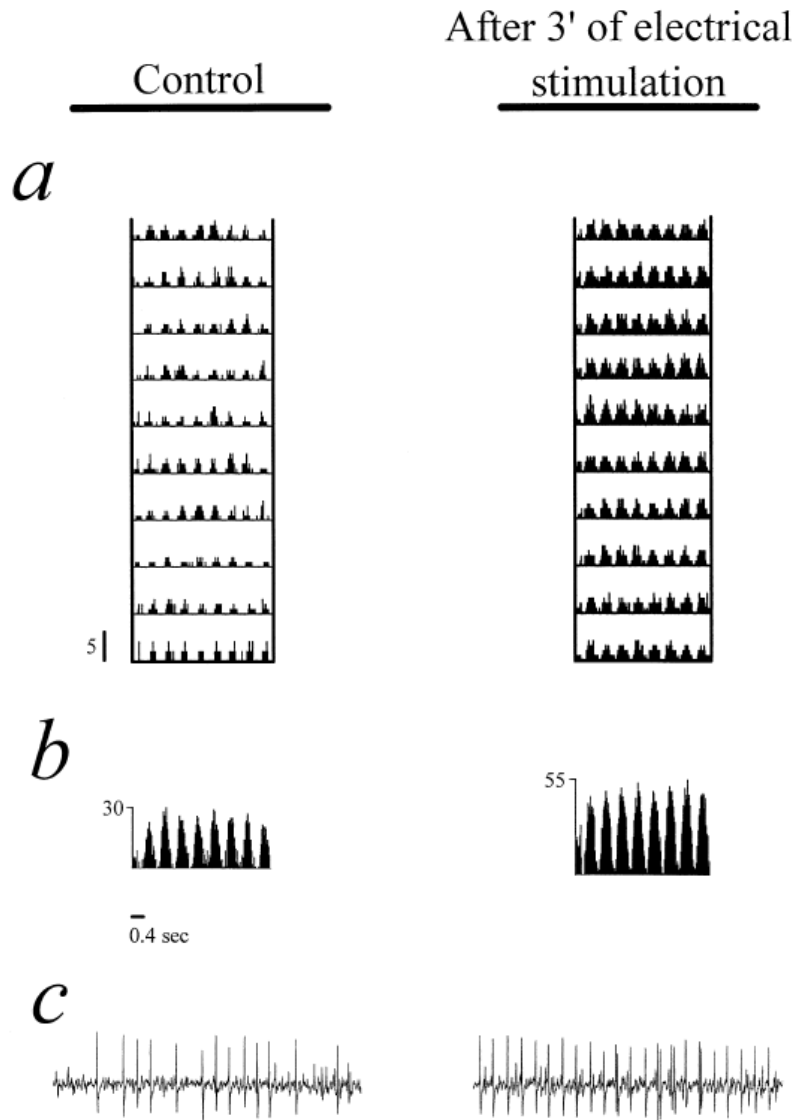 Control
After 3' of electrical
stimulation
a
5
b
30
55
0.4 sec
c